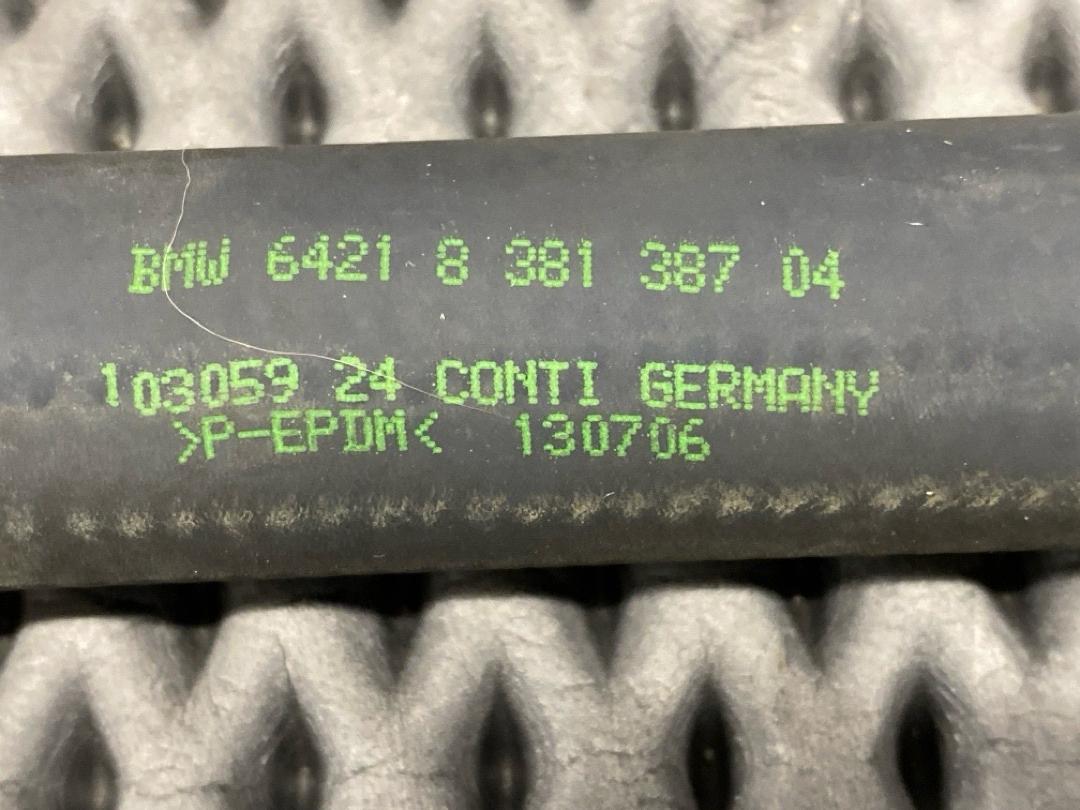 BMW 6421 8 381 387 04
103059 24 CONTI GERMANY
>P-EPDM< 130706